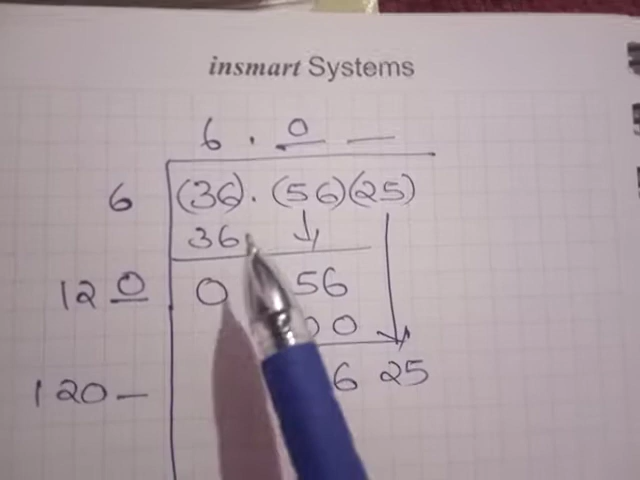 insmart Systems
6 . 0 _
6 (36) . (56)(25)
36 ↓
12 0 0 56
00
120 _ 6 25